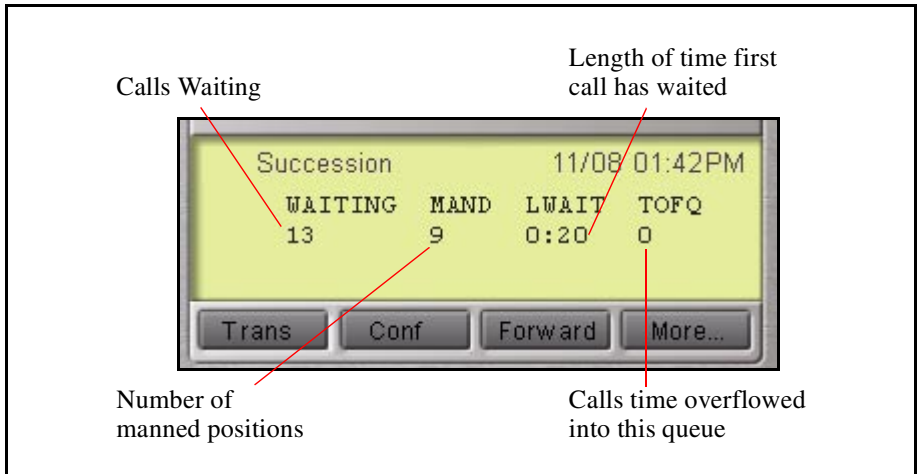 Length of time first
Calls Waiting
call has waited
Succession 11/08 01:42PM
WAITING MAND LWAIT TOFQ
13 9 0:20 0
Trans Conf Forward More...
Number of
manned positions
Calls time overflowed
into this queue